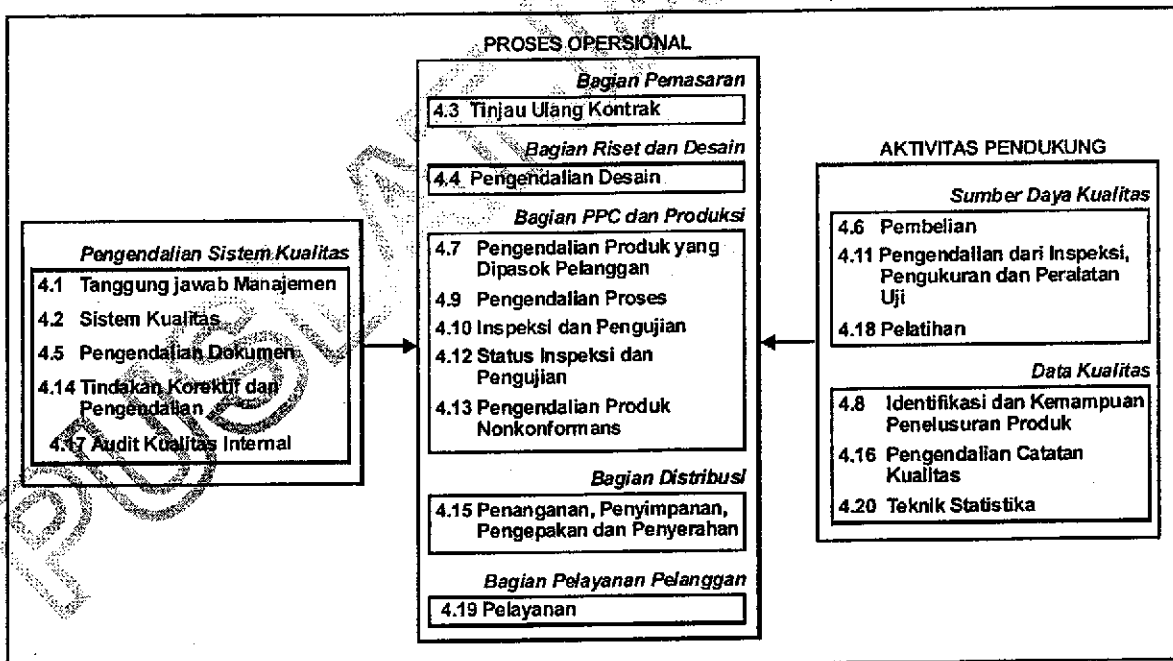 PROSES OPERSIONAL
Bagian Pemasaran
4.3 Tinjau Ulang Kontrak
Bagian Riset dan Desain
4.4 Pengendalian Desain
Bagian PPC dan Produksi
4.7 Pengendalian Produk yang
Dipasok Pelanggan
4.9 Pengendalian Proses
4.10 Inspeksi dan Pengujian
4.12 Status Inspeksi dan
Pengujian
4.13 Pengendalian Produk
Nonkonformans
Bagian Distribusi
4.15 Penanganan, Penyimpanan,
Pengepakan dan Penyerahan
Bagian Pelayanan Pelanggan
4.19 Pelayanan
Pengendalian Sistem Kualitas
4.1 Tanggung jawab Manajemen
4.2 Sistem Kualitas
4.5 Pengendalian Dokumen
4.14 Tindakan Korektif dan
Pengendalian
4.17 Audit Kualitas Internal
AKTIVITAS PENDUKUNG
Sumber Daya Kualitas
4.6 Pembelian
4.11 Pengendalian dari Inspeksi,
Pengukuran dan Peralatan
Uji
4.18 Pelatihan
Data Kualitas
4.8 Identifikasi dan Kemampuan
Penelusuran Produk
4.16 Pengendalian Catatan
Kualitas
4.20 Teknik Statistika